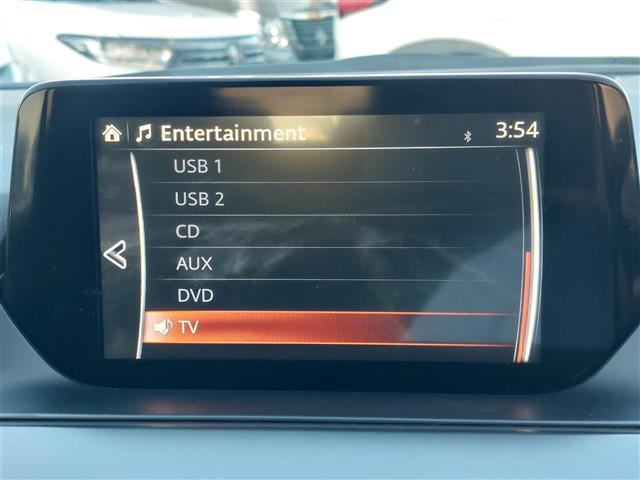 Entertainment 3:54
USB 1
USB 2
CD
AUX
DVD
TV